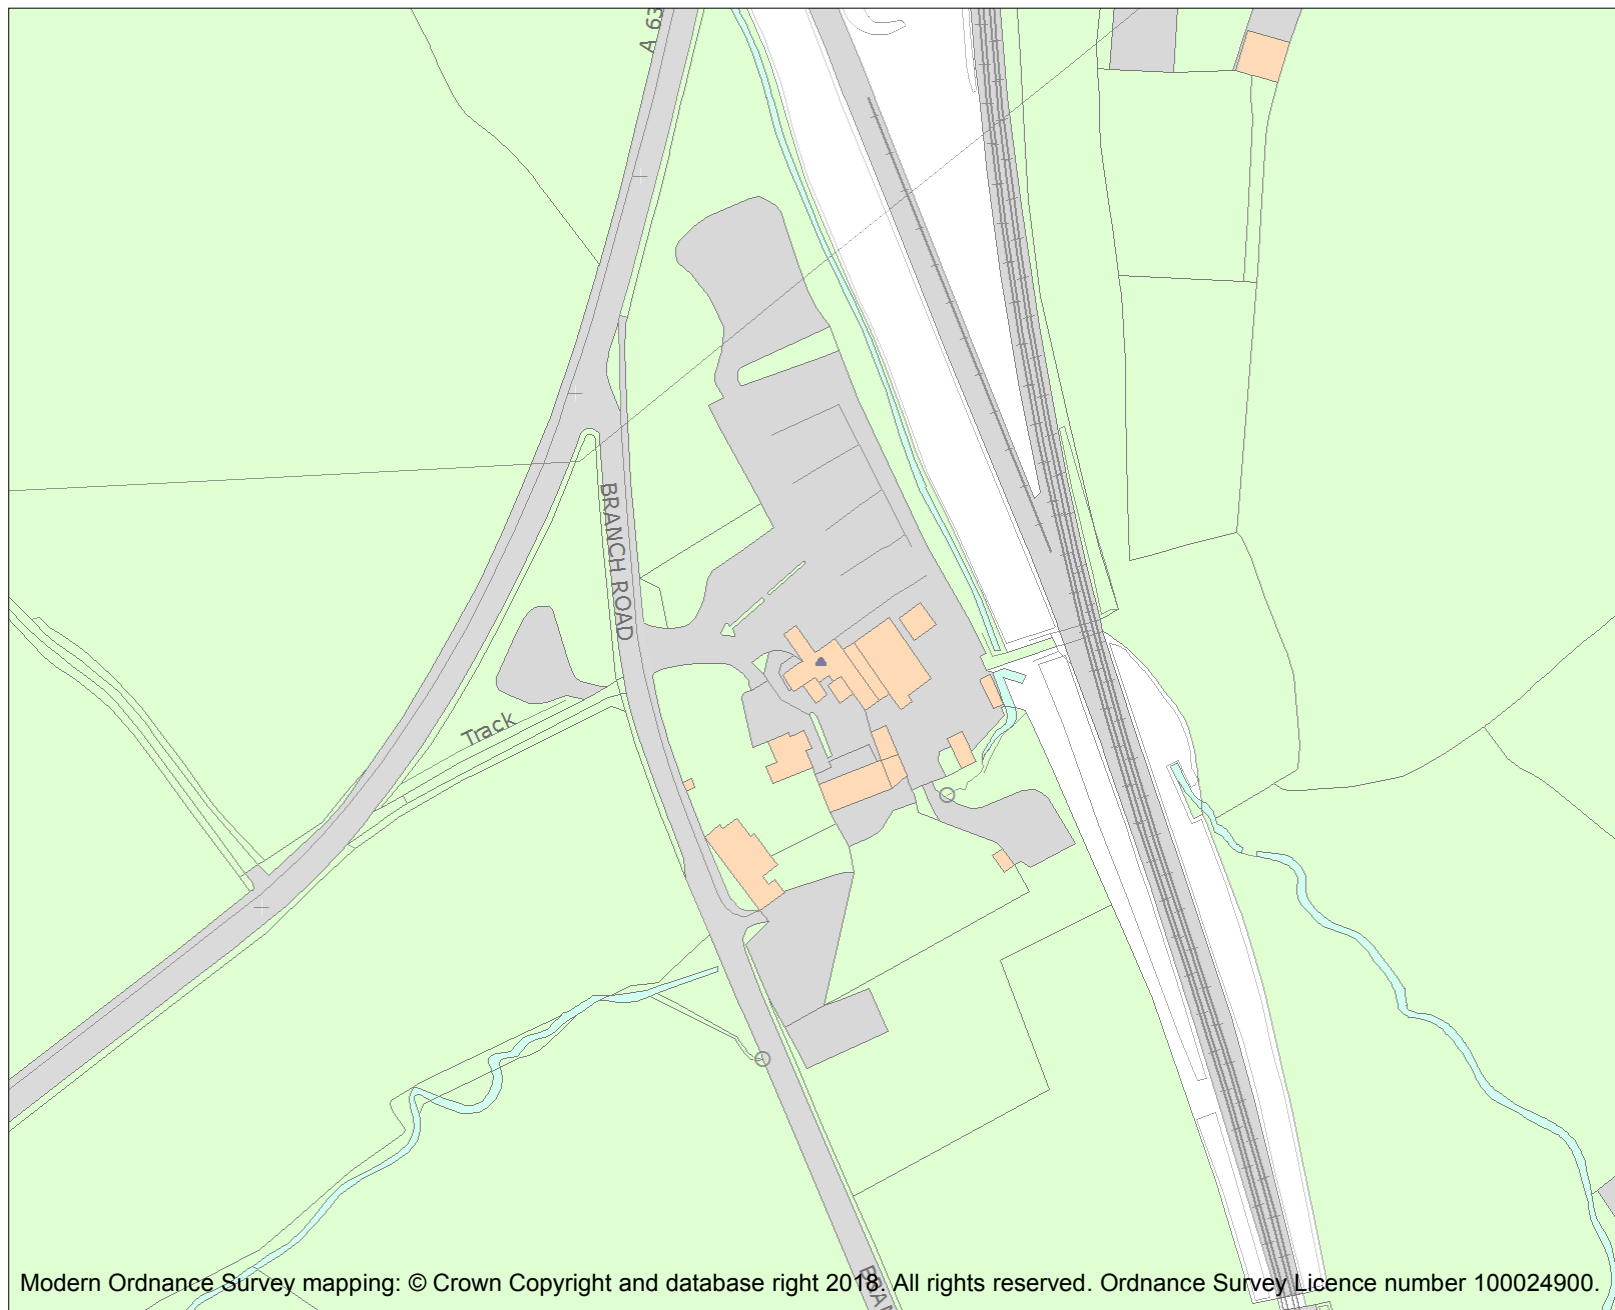 A 63
BRANCH ROAD
Track
BRAN
Modern Ordnance Survey mapping: © Crown Copyright and database right 2018. All rights reserved. Ordnance Survey Licence number 100024900.